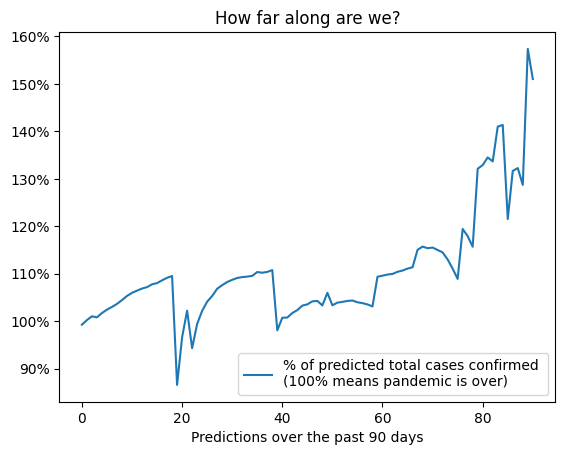 How far along are we?
160%
150%
140%
130%
120%
110%
100%
90%
% of predicted total cases confirmed
(100% means pandemic is over)
0 20 40 60 80
Predictions over the past 90 days